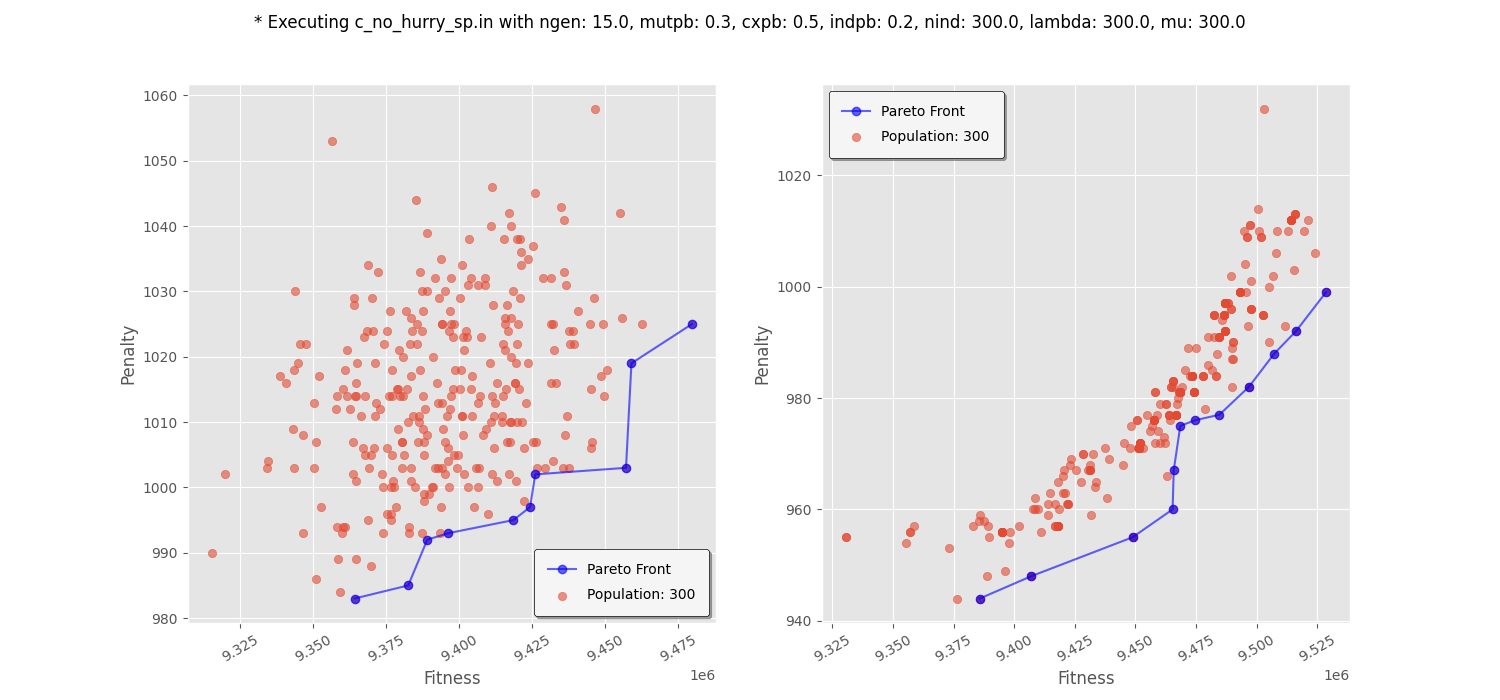 * Executing c_no_hurry_sp.in with ngen: 15.0, mutpb: 0.3, cxpb: 0.5, indpb: 0.2, nind: 300.0, lambda: 300.0, mu: 300.0
1060
1050
1040
1030
1020
1010
1000
990
980
Penalty
Pareto Front
Population: 300
9.325
9.350
9.375
9.400
9.425
9.450
9.475
1e6
Fitness
Pareto Front
Population: 300
1020
1000
980
960
940
Penalty
9.325
9.350
9.375
9.400
9.425
9.450
9.475
9.500
9.525
1e6
Fitness